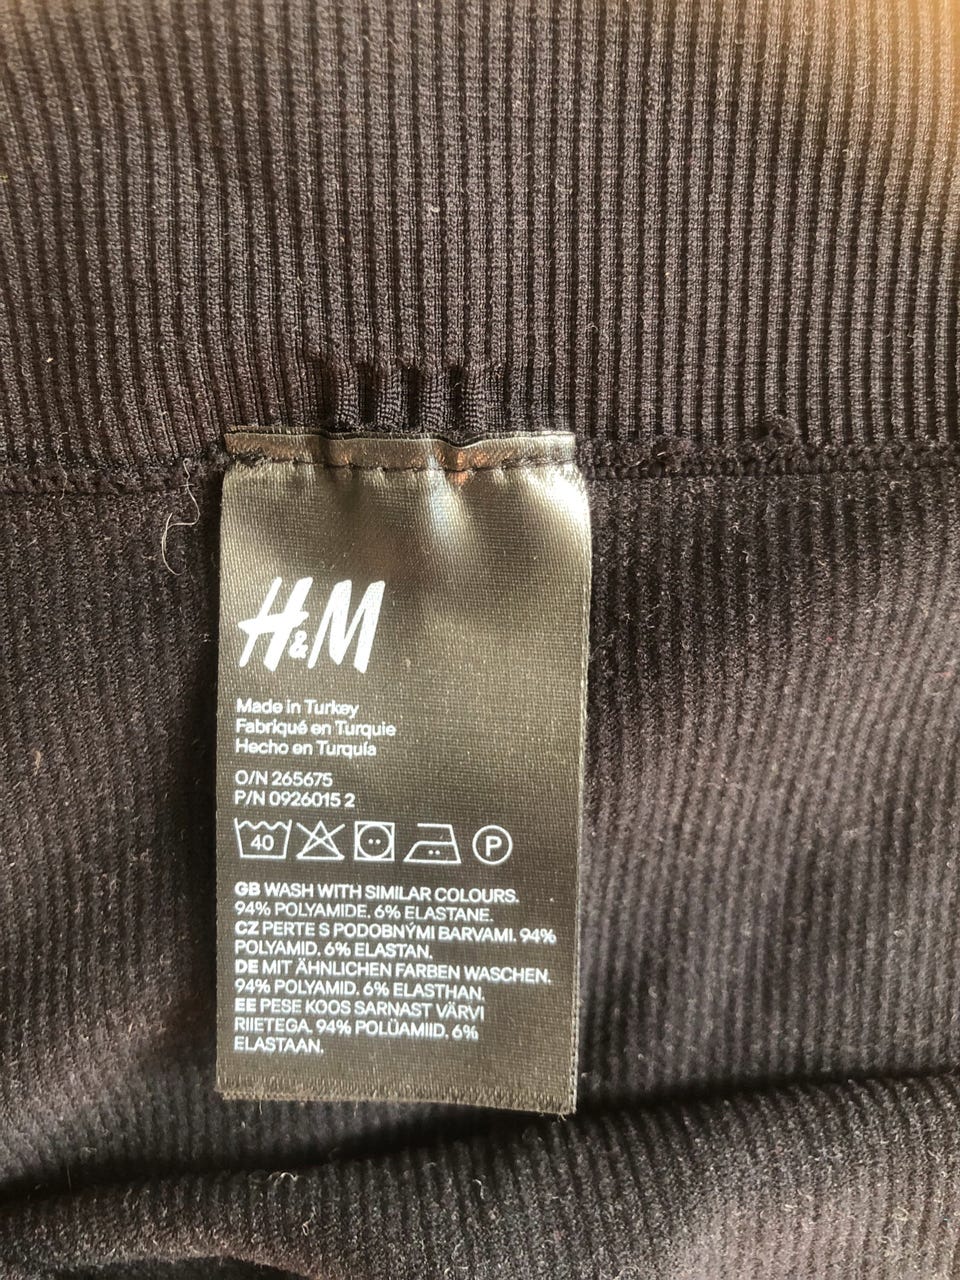 H&M
Made in Turkey
Fabriqué en Turquie
Hecho en Turquía
O/N 265675
P/N 0926015 2
40 P
GB WASH WITH SIMILAR COLOURS.
94% POLYAMIDE. 6% ELASTANE.
CZ PERTE S PODOBNÝMI BARVAMI. 94%
POLYAMID. 6% ELASTAN.
DE MIT ÄHNLICHEN FARBEN WASCHEN.
94% POLYAMID. 6% ELASTHAN.
EE PESE KOOS SARNAST VÄRVI
RIIETEGA. 94% POLÜAMIID. 6%
ELASTAAN.